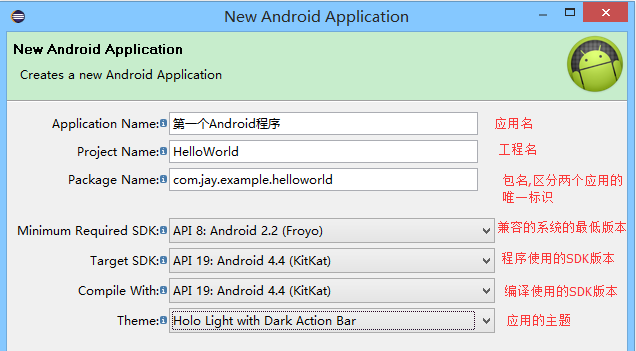 New Android Application
New Android Application
Creates a new Android Application
Application Name: 第一个Android程序 应用名
Project Name: HelloWorld 工程名
Package Name: com.jay.example.helloworld 包名,区分两个应用的
唯一标识
Minimum Required SDK: API 8: Android 2.2 (Froyo) 兼容的系统的最低版本
Target SDK: API 19: Android 4.4 (KitKat) 程序使用的SDK版本
Compile With: API 19: Android 4.4 (KitKat) 编译使用的SDK版本
Theme: Holo Light with Dark Action Bar 应用的主题